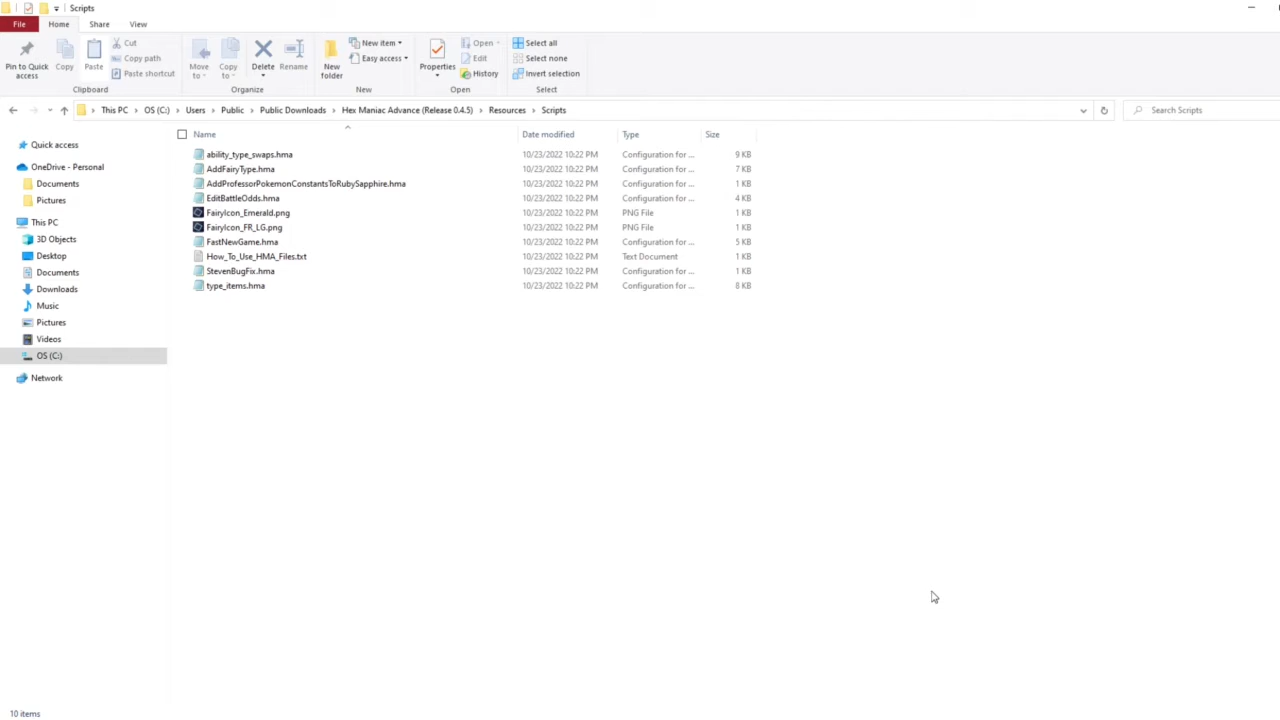 Scripts
File Home Share View
Pin to Quick access
Copy
Paste
Cut
Copy path
Paste shortcut
Clipboard
Move to
Copy to
Delete
Rename
Organize
New folder
New item
Easy access
New
Properties
Open
Edit
History
Open
Select all
Select none
Invert selection
Select
This PC OS (C:) Users Public Public Downloads Hex Maniac Advance (Release 0.4.5) Resources Scripts
Search Scripts
Quick access
OneDrive - Personal
Documents
Pictures
This PC
3D Objects
Desktop
Documents
Downloads
Music
Pictures
Videos
OS (C:)
Network
Name Date modified Type Size
ability_type_swaps.hma 10/23/2022 10:22 PM Configuration for ... 9 KB
AddFairyType.hma 10/23/2022 10:22 PM Configuration for ... 7 KB
AddProfessorPokemonConstantsToRubySapphire.hma 10/23/2022 10:22 PM Configuration for ... 1 KB
EditBattleOdds.hma 10/23/2022 10:22 PM Configuration for ... 4 KB
FairyIcon_Emerald.png 10/23/2022 10:22 PM PNG File 1 KB
FairyIcon_FR_LG.png 10/23/2022 10:22 PM PNG File 1 KB
FastNewGame.hma 10/23/2022 10:22 PM Configuration for ... 5 KB
How_To_Use_HMA_Files.txt 10/23/2022 10:22 PM Text Document 1 KB
StevenBugFix.hma 10/23/2022 10:22 PM Configuration for ... 1 KB
type_items.hma 10/23/2022 10:22 PM Configuration for ... 8 KB
10 items